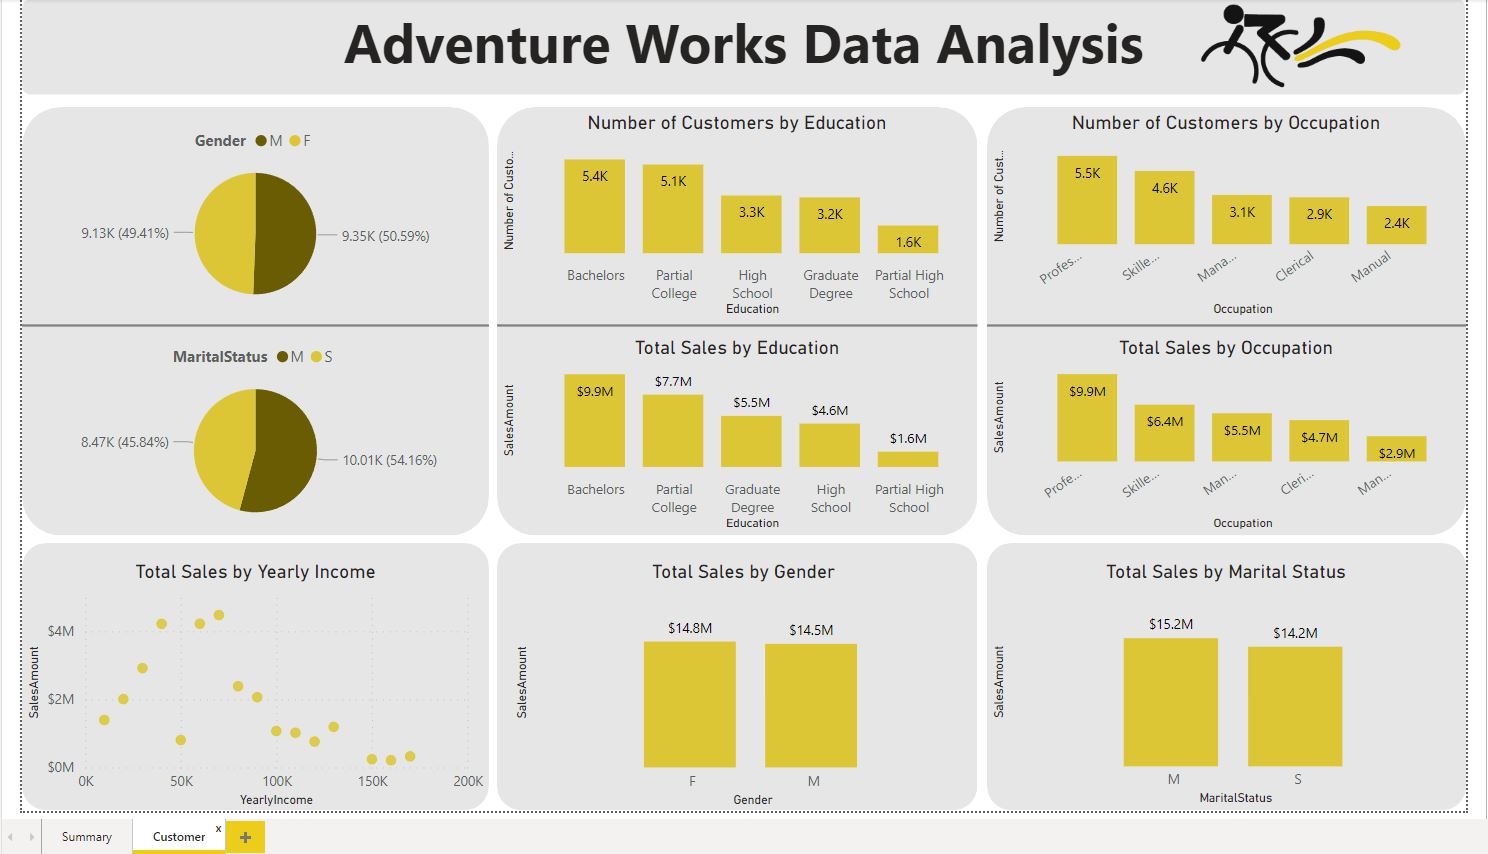 Adventure Works Data Analysis
Gender M F
9.13K (49.41%)
9.35K (50.59%)
MaritalStatus M S
8.47K (45.84%)
10.01K (54.16%)
Number of Customers by Education
Number of Custo...
5.4K 5.1K 3.3K 3.2K 1.6K
Bachelors Partial High Graduate Partial High
College School Degree School
Education
Total Sales by Education
SalesAmount
$9.9M $7.7M $5.5M $4.6M $1.6M
Bachelors Partial Graduate High Partial High
College Degree School School
Education
Number of Customers by Occupation
Number of Cust...
5.5K 4.6K 3.1K 2.9K 2.4K
Profes... Skille... Mana... Clerical Manual
Occupation
Total Sales by Occupation
SalesAmount
$9.9M $6.4M $5.5M $4.7M $2.9M
Profe... Skille... Man... Cleri... Man...
Occupation
Total Sales by Yearly Income
SalesAmount
$4M
$2M
$0M
0K 50K 100K 150K 200K
YearlyIncome
Total Sales by Gender
SalesAmount
$14.8M $14.5M
F M
Gender
Total Sales by Marital Status
SalesAmount
$15.2M $14.2M
M S
MaritalStatus
Summary Customer x +